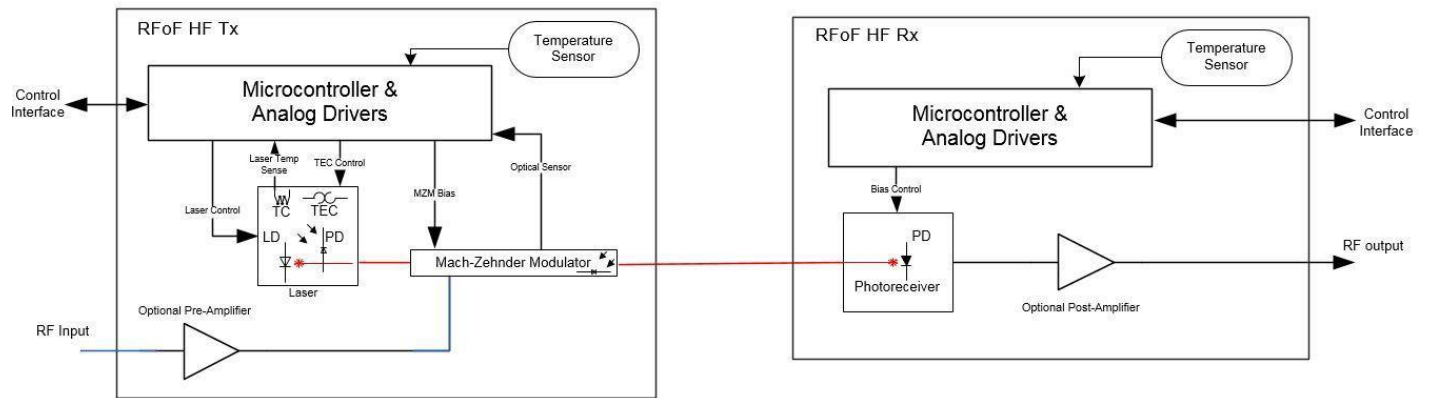 RFoF HF Tx
Temperature
Sensor
Microcontroller &
Analog Drivers
Control
Interface
Laser Temp
Sense
TEC Control
Optical Sensor
MZM Bias
Laser Control
TC
TEC
LD
PD
Laser
Mach-Zehnder Modulator
Optional Pre-Amplifier
RF Input
RFoF HF Rx
Temperature
Sensor
Microcontroller &
Analog Drivers
Control
Interface
Bias Control
PD
Photoreceiver
Optional Post-Amplifier
RF output